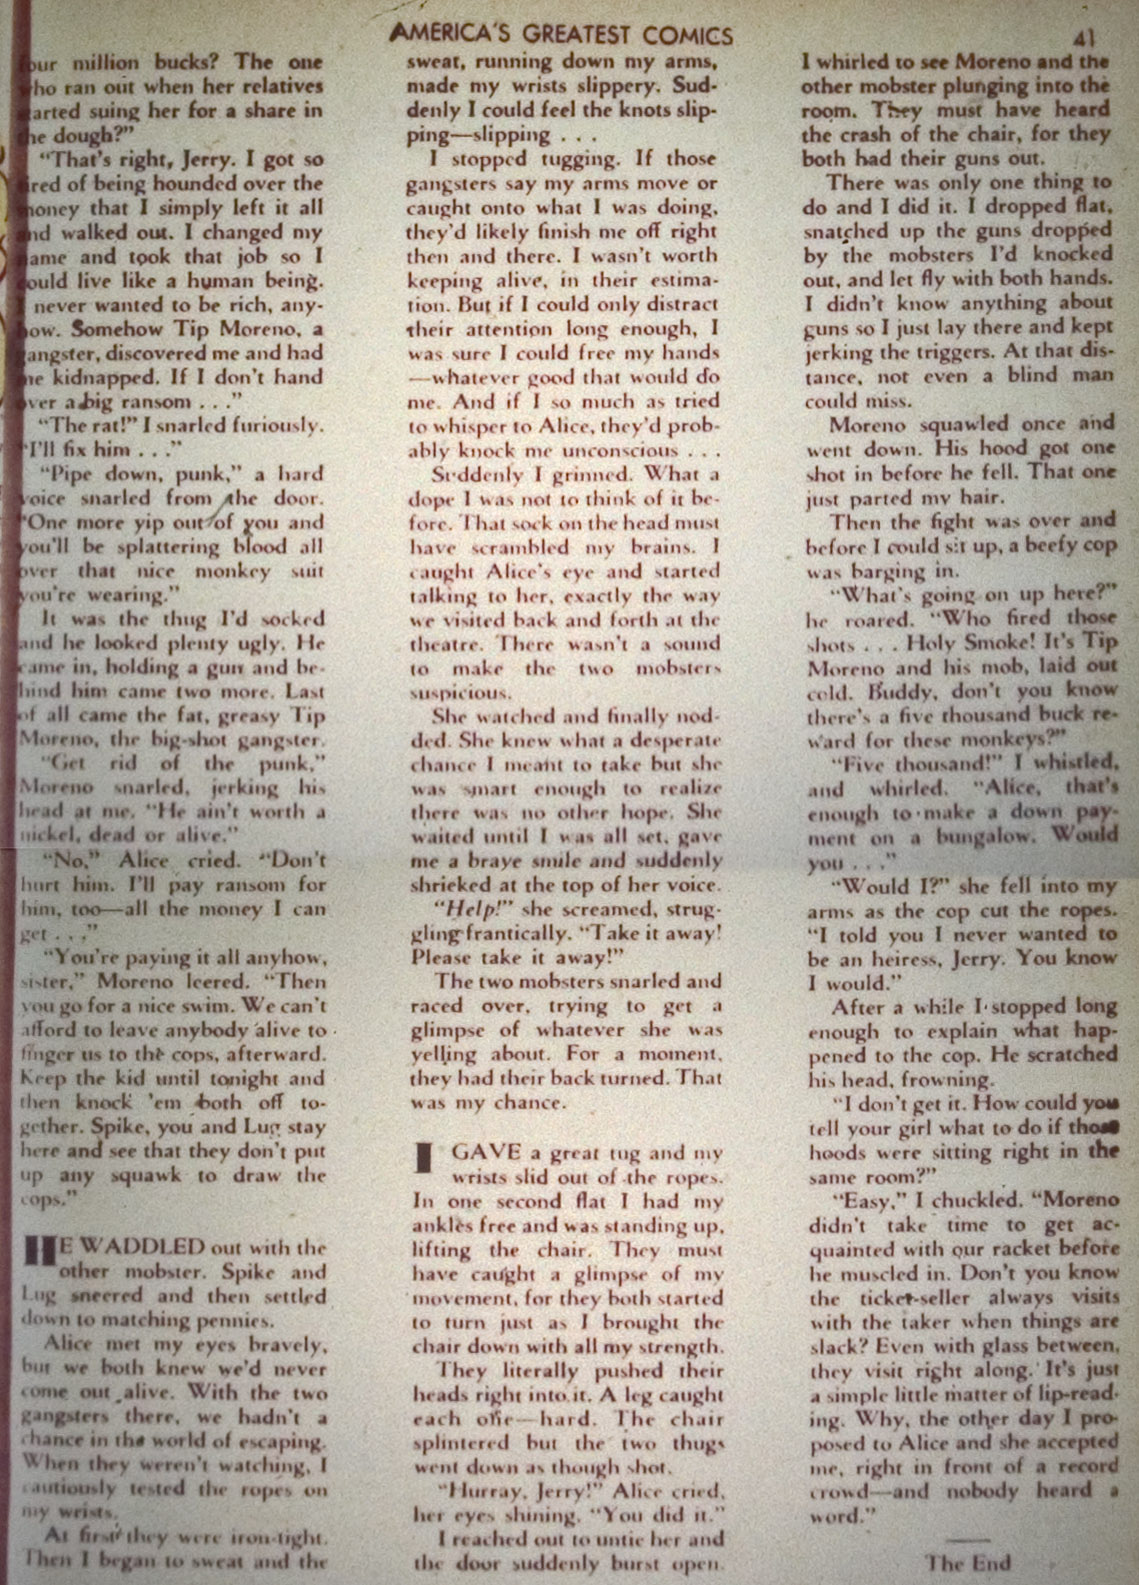 AMERICA'S GREATEST COMICS
41
our million bucks? The one
ho ran out when her relatives
arted suing her for a share in
he dough?"
"That's right, Jerry. I got so
ired of being hounded over the
oney that I simply left it all
nd walked out. I changed my
ame and took that job so I
ould live like a human being.
never wanted to be rich, any-
ow. Somehow Tip Moreno, a
angster, discovered me and had
me kidnapped. If I don't hand
ver a big ransom . . ."
"The rat!" I snarled furiously.
"I'll fix him . . ."
"Pipe down, punk," a hard
voice snarled from the door.
"One more yip out of you and
you'll be splattering blood all
over that nice monkey suit
you're wearing."
It was the thug I'd socked
and he looked plenty ugly. He
came in, holding a gun and be-
hind him came two more. Last
of all came the fat, greasy Tip
Moreno, the big-shot gangster.
"Get rid of the punk,"
Moreno snarled, jerking his
head at me. "He ain't worth a
nickel, dead or alive."
"No," Alice cried. "Don't
hurt him. I'll pay ransom for
him, too—all the money I can
get . . ."
"You're paying it all anyhow,
sister," Moreno leered. "Then
you go for a nice swim. We can't
afford to leave anybody alive to
finger us to the cops, afterward.
Keep the kid until tonight and
then knock 'em both off to-
gether. Spike, you and Lug stay
here and see that they don't put
up any squawk to draw the
cops."
HE WADDLED out with the
other mobster. Spike and
Lug sneered and then settled
down to matching pennies.
Alice met my eyes bravely,
but we both knew we'd never
come out alive. With the two
gangsters there, we hadn't a
chance in the world of escaping.
When they weren't watching, I
cautiously tested the ropes on
my wrists.
At first they were iron-tight.
Then I began to sweat and the
sweat, running down my arms,
made my wrists slippery. Sud-
denly I could feel the knots slip-
ping—slipping . . .
I stopped tugging. If those
gangsters say my arms move or
caught onto what I was doing,
they'd likely finish me off right
then and there. I wasn't worth
keeping alive, in their estima-
tion. But if I could only distract
their attention long enough, I
was sure I could free my hands
—whatever good that would do
me. And if I so much as tried
to whisper to Alice, they'd prob-
ably knock me unconscious . . .
Suddenly I grinned. What a
dope I was not to think of it be-
fore. That sock on the head must
have scrambled my brains. I
caught Alice's eye and started
talking to her, exactly the way
we visited back and forth at the
theatre. There wasn't a sound
to make the two mobsters
suspicious.
She watched and finally nod-
ded. She knew what a desperate
chance I meant to take but she
was smart enough to realize
there was no other hope. She
waited until I was all set, gave
me a brave smile and suddenly
shrieked at the top of her voice.
"Help!" she screamed, strug-
gling frantically. "Take it away!
Please take it away!"
The two mobsters snarled and
raced over, trying to get a
glimpse of whatever she was
yelling about. For a moment,
they had their back turned. That
was my chance.
I GAVE a great tug and my
wrists slid out of the ropes.
In one second flat I had my
ankles free and was standing up,
lifting the chair. They must
have caught a glimpse of my
movement, for they both started
to turn just as I brought the
chair down with all my strength.
They literally pushed their
heads right into it. A leg caught
each one—hard. The chair
splintered but the two thugs
went down as though shot.
"Hurray, Jerry!" Alice cried,
her eyes shining. "You did it."
I reached out to untie her and
the door suddenly burst open.
I whirled to see Moreno and the
other mobster plunging into the
room. They must have heard
the crash of the chair, for they
both had their guns out.
There was only one thing to
do and I did it. I dropped flat,
snatched up the guns dropped
by the mobsters I'd knocked
out, and let fly with both hands.
I didn't know anything about
guns so I just lay there and kept
jerking the triggers. At that dis-
tance, not even a blind man
could miss.
Moreno squawled once and
went down. His hood got one
shot in before he fell. That one
just parted my hair.
Then the fight was over and
before I could sit up, a beefy cop
was barging in.
"What's going on up here?"
he roared. "Who fired those
shots . . . Holy Smoke! It's Tip
Moreno and his mob, laid out
cold. Buddy, don't you know
there's a five thousand buck re-
ward for these monkeys?"
"Five thousand!" I whistled,
and whirled. "Alice, that's
enough to make a down pay-
ment on a bungalow. Would
you . . ."
"Would I?" she fell into my
arms as the cop cut the ropes.
"I told you I never wanted to
be an heiress, Jerry. You know
I would."
After a while I stopped long
enough to explain what hap-
pened to the cop. He scratched
his head, frowning.
"I don't get it. How could you
tell your girl what to do if those
hoods were sitting right in the
same room?"
"Easy," I chuckled. "Moreno
didn't take time to get ac-
quainted with our racket before
he muscled in. Don't you know
the ticket-seller always visits
with the taker when things are
slack? Even with glass between,
they visit right along. It's just
a simple little matter of lip-read-
ing. Why, the other day I pro-
posed to Alice and she accepted
me, right in front of a record
crowd—and nobody heard a
word."
The End